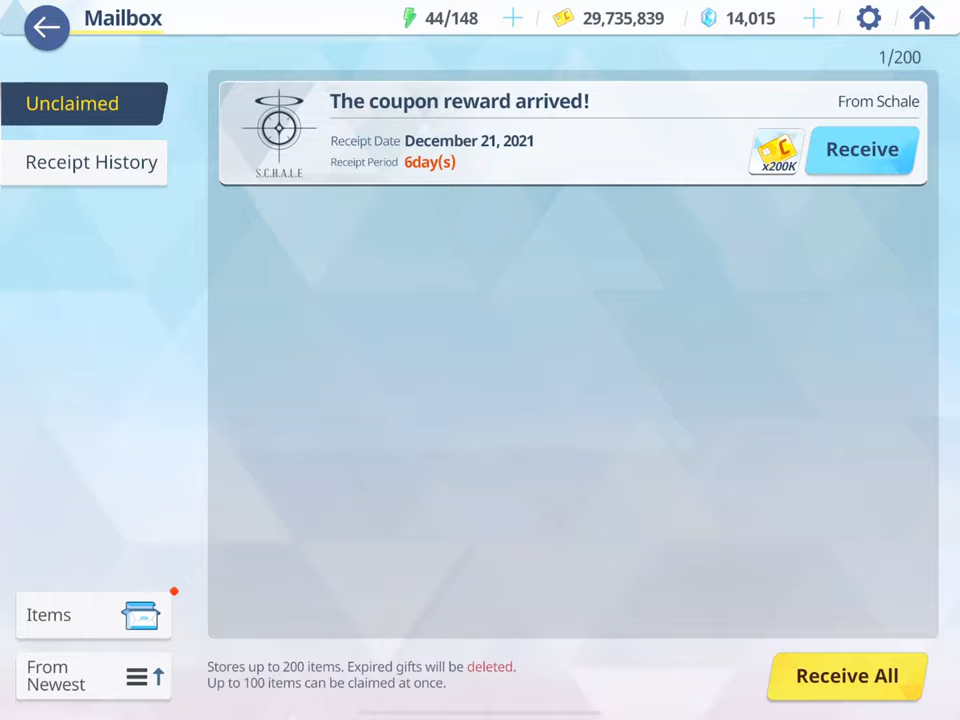 Mailbox
44/148
29,735,839
14,015
1/200
Unclaimed
Receipt History
The coupon reward arrived!
From Schale
Receipt Date December 21, 2021
Receipt Period 6day(s)
S.C.H.A.L.E
x200K
Receive
Items
From
Newest
Stores up to 200 items. Expired gifts will be deleted.
Up to 100 items can be claimed at once.
Receive All